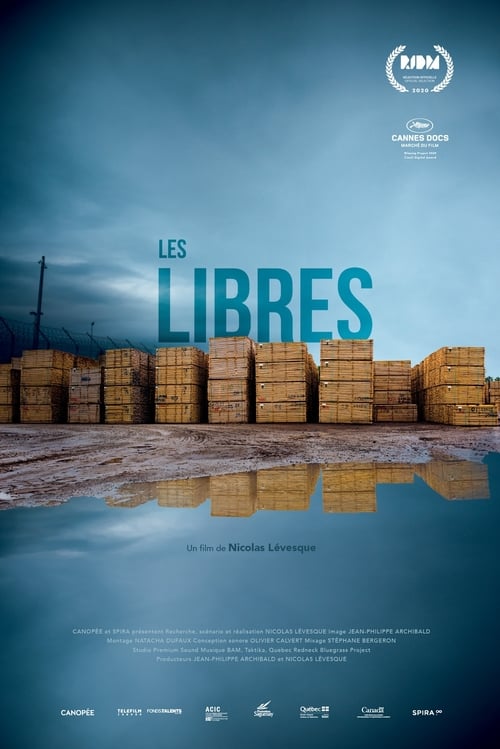 RIDM
SÉLECTION OFFICIELLE
OFFICIAL SELECTION
2020
CANNES DOCS
MARCHÉ DU FILM
LES
LIBRES
Un film de Nicolas Lévesque
CANOPÉE et SPIRA présentent Recherche, scénario et réalisation NICOLAS LÉVESQUE Image JEAN-PHILIPPE ARCHIBALD
Montage NATACHA DUFAUX Conception sonore OLIVIER CALVERT Mixage STÉPHANE BERGERON
Studio Premium Sound Musique BAM, Taktika, Quebec Redneck Bluegrass Project
Producteurs JEAN-PHILIPPE ARCHIBALD et NICOLAS LÉVESQUE
CANOPÉE TELEFILM CANADA FONDS TALENTS ACIC Saguenay Québec Canada SPIRA